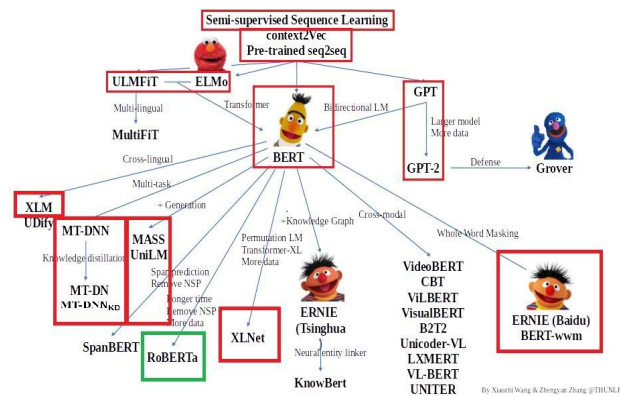 Semi-supervised Sequence Learning
context2Vec
Pre-trained seq2seq
ULMFiT
ELMo
GPT
Multi-lingual
Transformer
Bidirectional LM
MultiFiT
Larger model
More data
BERT
GPT-2
Defense
Grover
Cross-lingual
Multi-task
+ Generation
XLM
UDify
MT-DNN
Knowledge distillation
MT-DN
MT-DNNKD
MASS
UniLM
Permutation LM
Transformer-XL
More data
+Knowledge Graph
Cross-modal
Whole Word Masking
Span prediction
Remove NSP
Longer time
Remove NSP
More data
SpanBERT
RoBERTa
XLNet
ERNIE
(Tsinghua
)
Neural entity linker
KnowBert
VideoBERT
CBT
ViLBERT
VisualBERT
B2T2
Unicoder-VL
LXMERT
VL-BERT
UNITER
ERNIE (Baidu)
BERT-wwm
By Xiaozhi Wang & Zhengyan Zhang @THUNLP